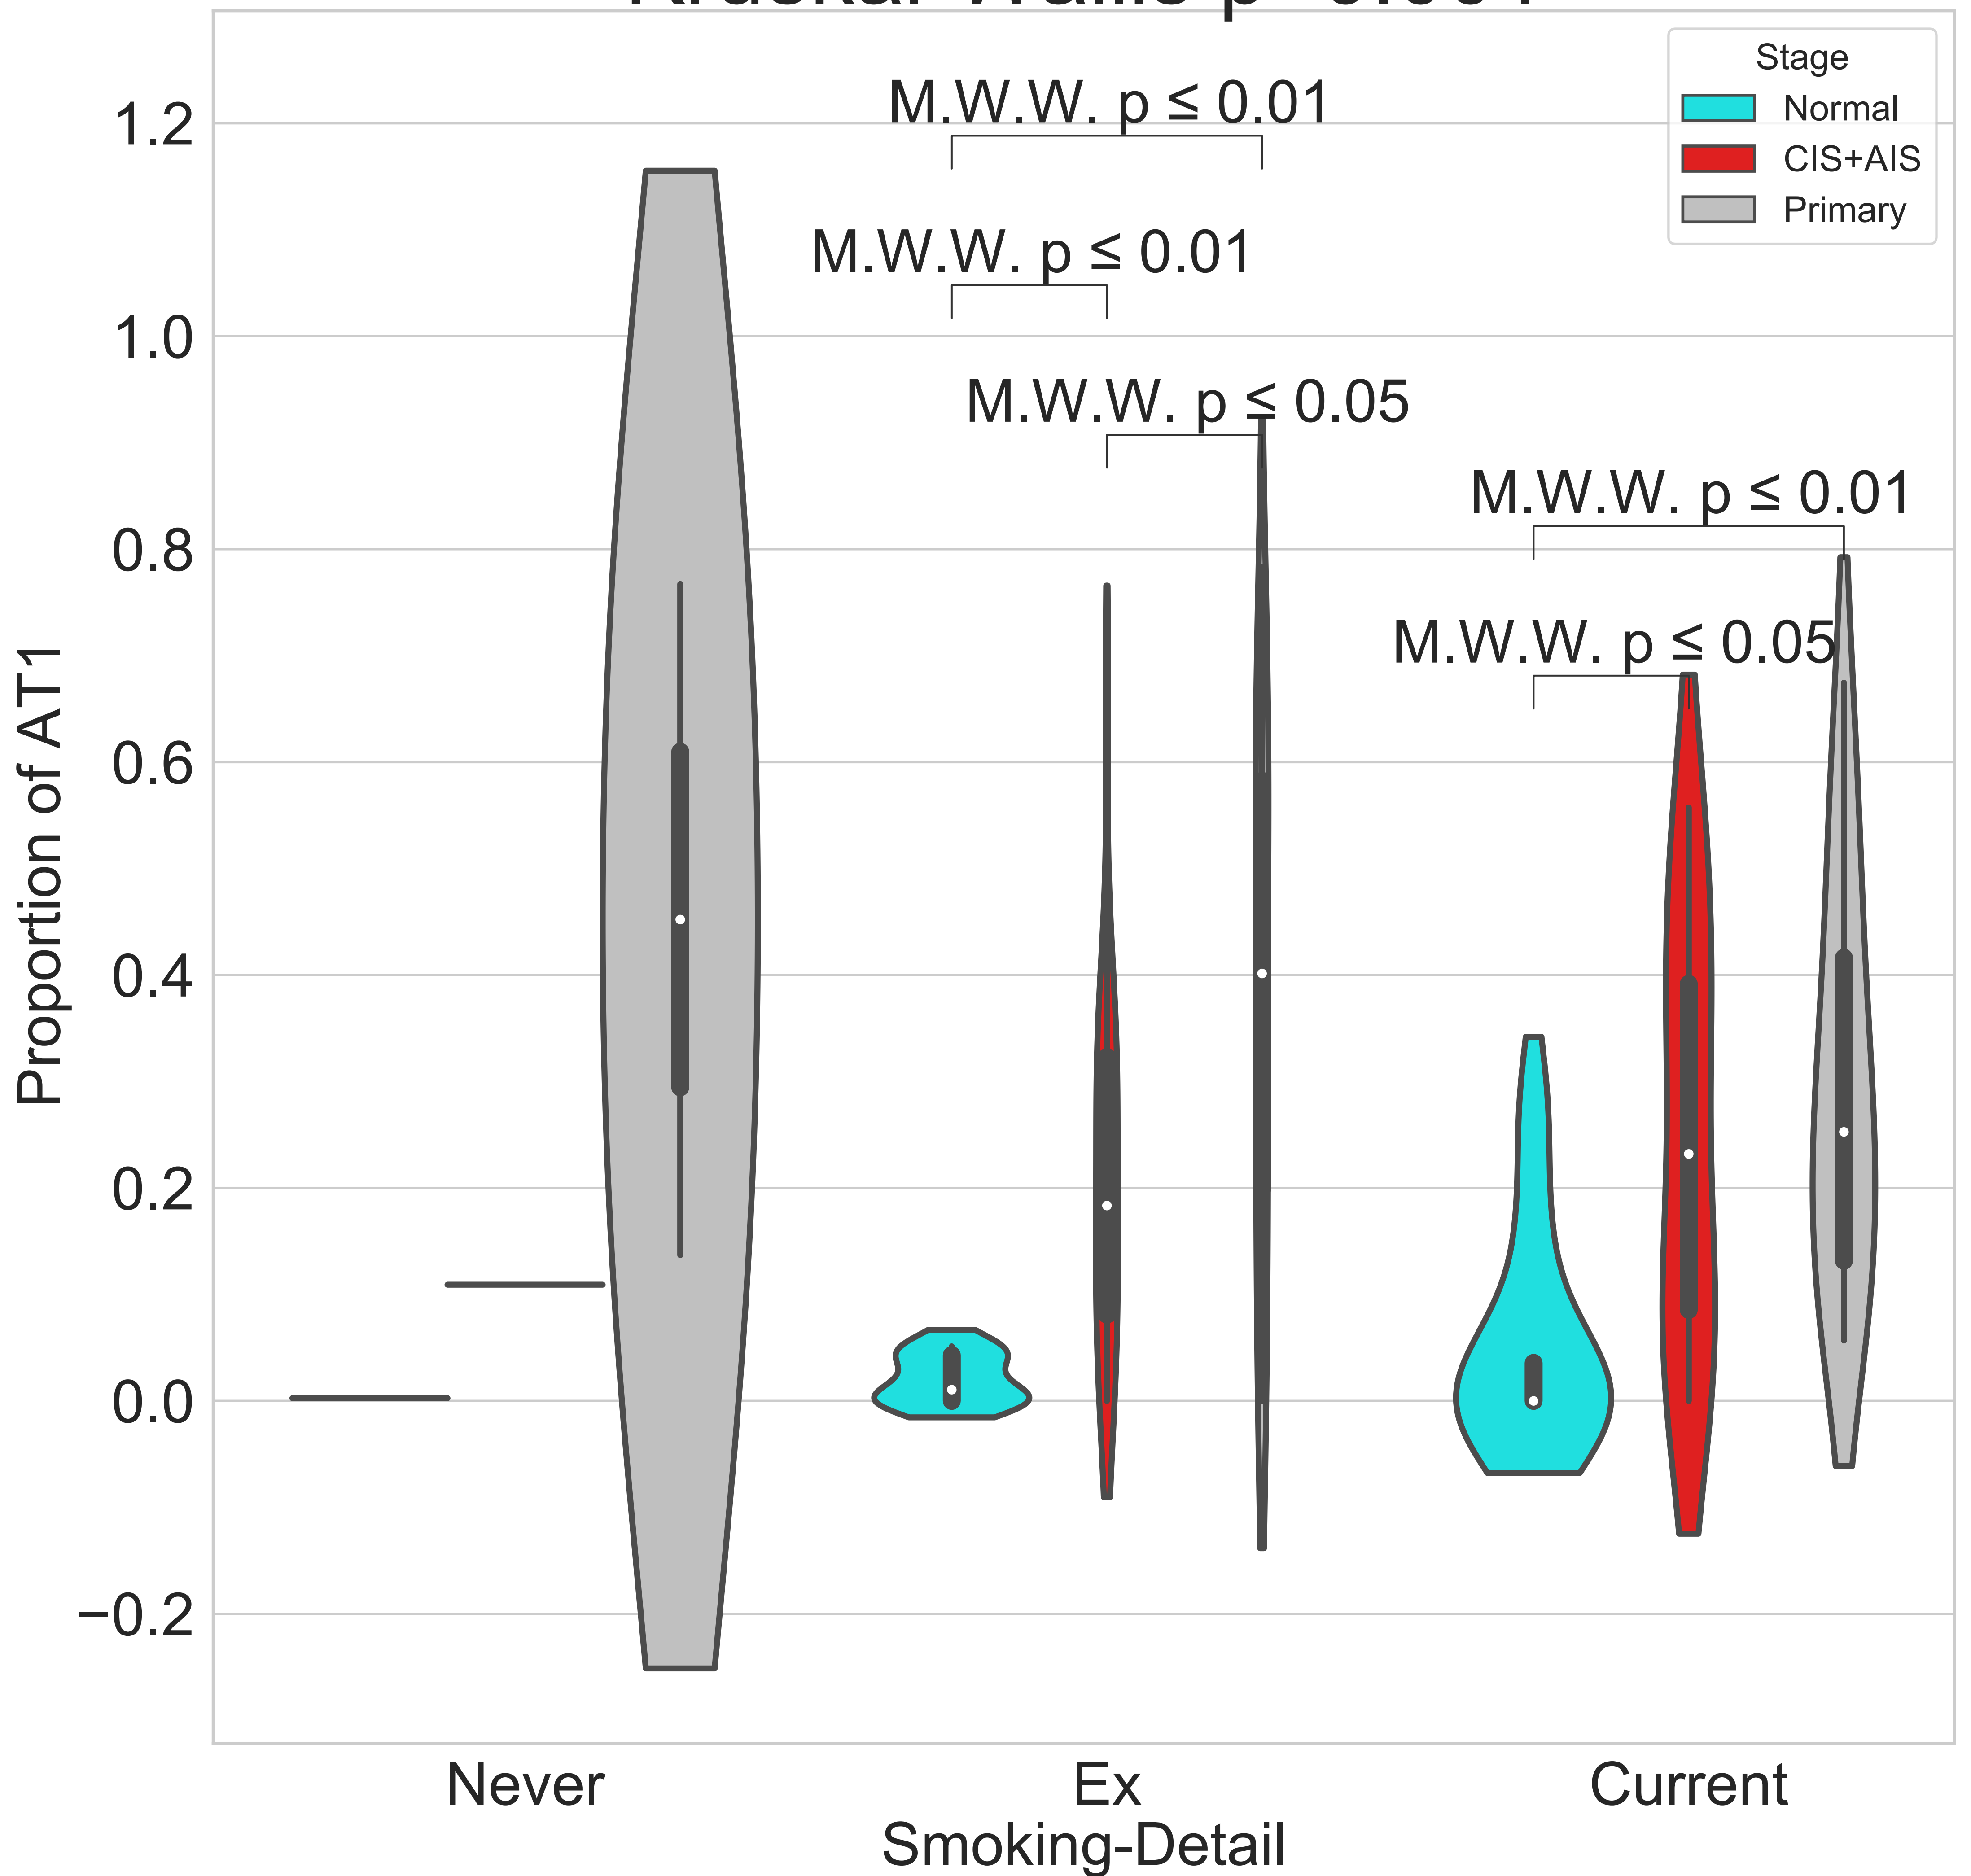 Stage
Normal
CIS+AIS
Primary
M.W.W. p ≤ 0.01
M.W.W. p ≤ 0.01
M.W.W. p ≤ 0.05
M.W.W. p ≤ 0.01
M.W.W. p ≤ 0.05
1.2
1.0
0.8
0.6
0.4
0.2
0.0
−0.2
Proportion of AT1
Never
Ex
Current
Smoking-Detail